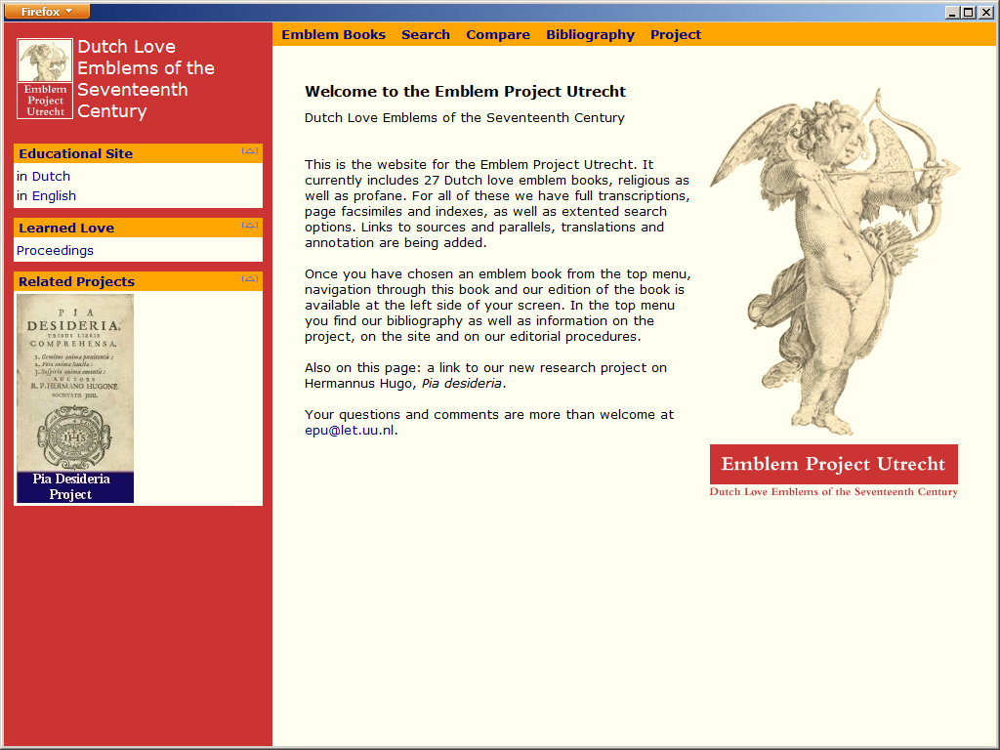 Firefox
Emblem Project Utrecht
Dutch Love
Emblems of the
Seventeenth
Century
Emblem Books Search Compare Bibliography Project
Educational Site
in Dutch
in English
Learned Love
Proceedings
Related Projects
P I A
DESIDERIA,
TRIBUS LIBRIS
COMPREHENSA.
1. Gemitus animæ pœnitentis :
2. Vota animæ Sanctæ :
3. Suspiria animæ amantis :
AUCTORE
R. P. HERMANO HUGONE
SOCIETATIS JESU.
IHS
Pia Desideria
Project
Welcome to the Emblem Project Utrecht
Dutch Love Emblems of the Seventeenth Century
This is the website for the Emblem Project Utrecht. It
currently includes 27 Dutch love emblem books, religious as
well as profane. For all of these we have full transcriptions,
page facsimiles and indexes, as well as extented search
options. Links to sources and parallels, translations and
annotation are being added.
Once you have chosen an emblem book from the top menu,
navigation through this book and our edition of the book is
available at the left side of your screen. In the top menu
you find our bibliography as well as information on the
project, on the site and on our editorial procedures.
Also on this page: a link to our new research project on
Hermannus Hugo, Pia desideria.
Your questions and comments are more than welcome at
epu@let.uu.nl.
Emblem Project Utrecht
Dutch Love Emblems of the Seventeenth Century